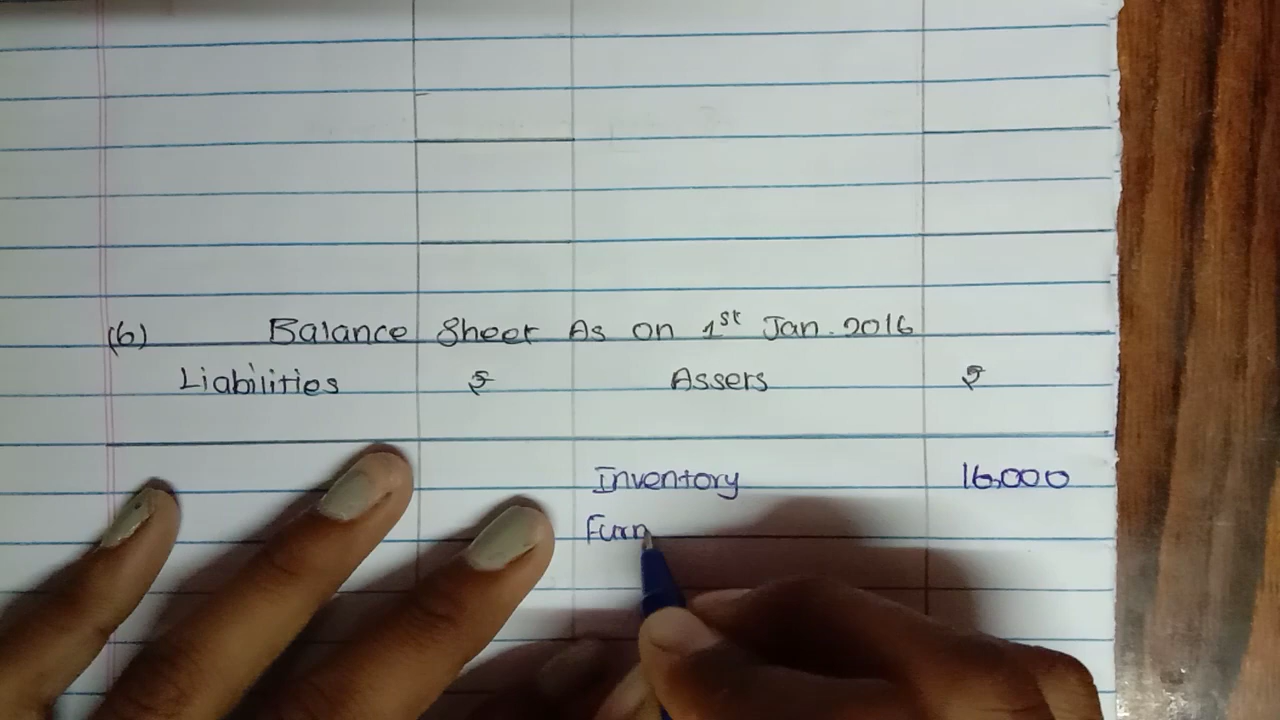 (6) Balance Sheet As on 1st Jan. 2016
Liabilities ₹ Assets ₹
Inventory 16,000
Furn